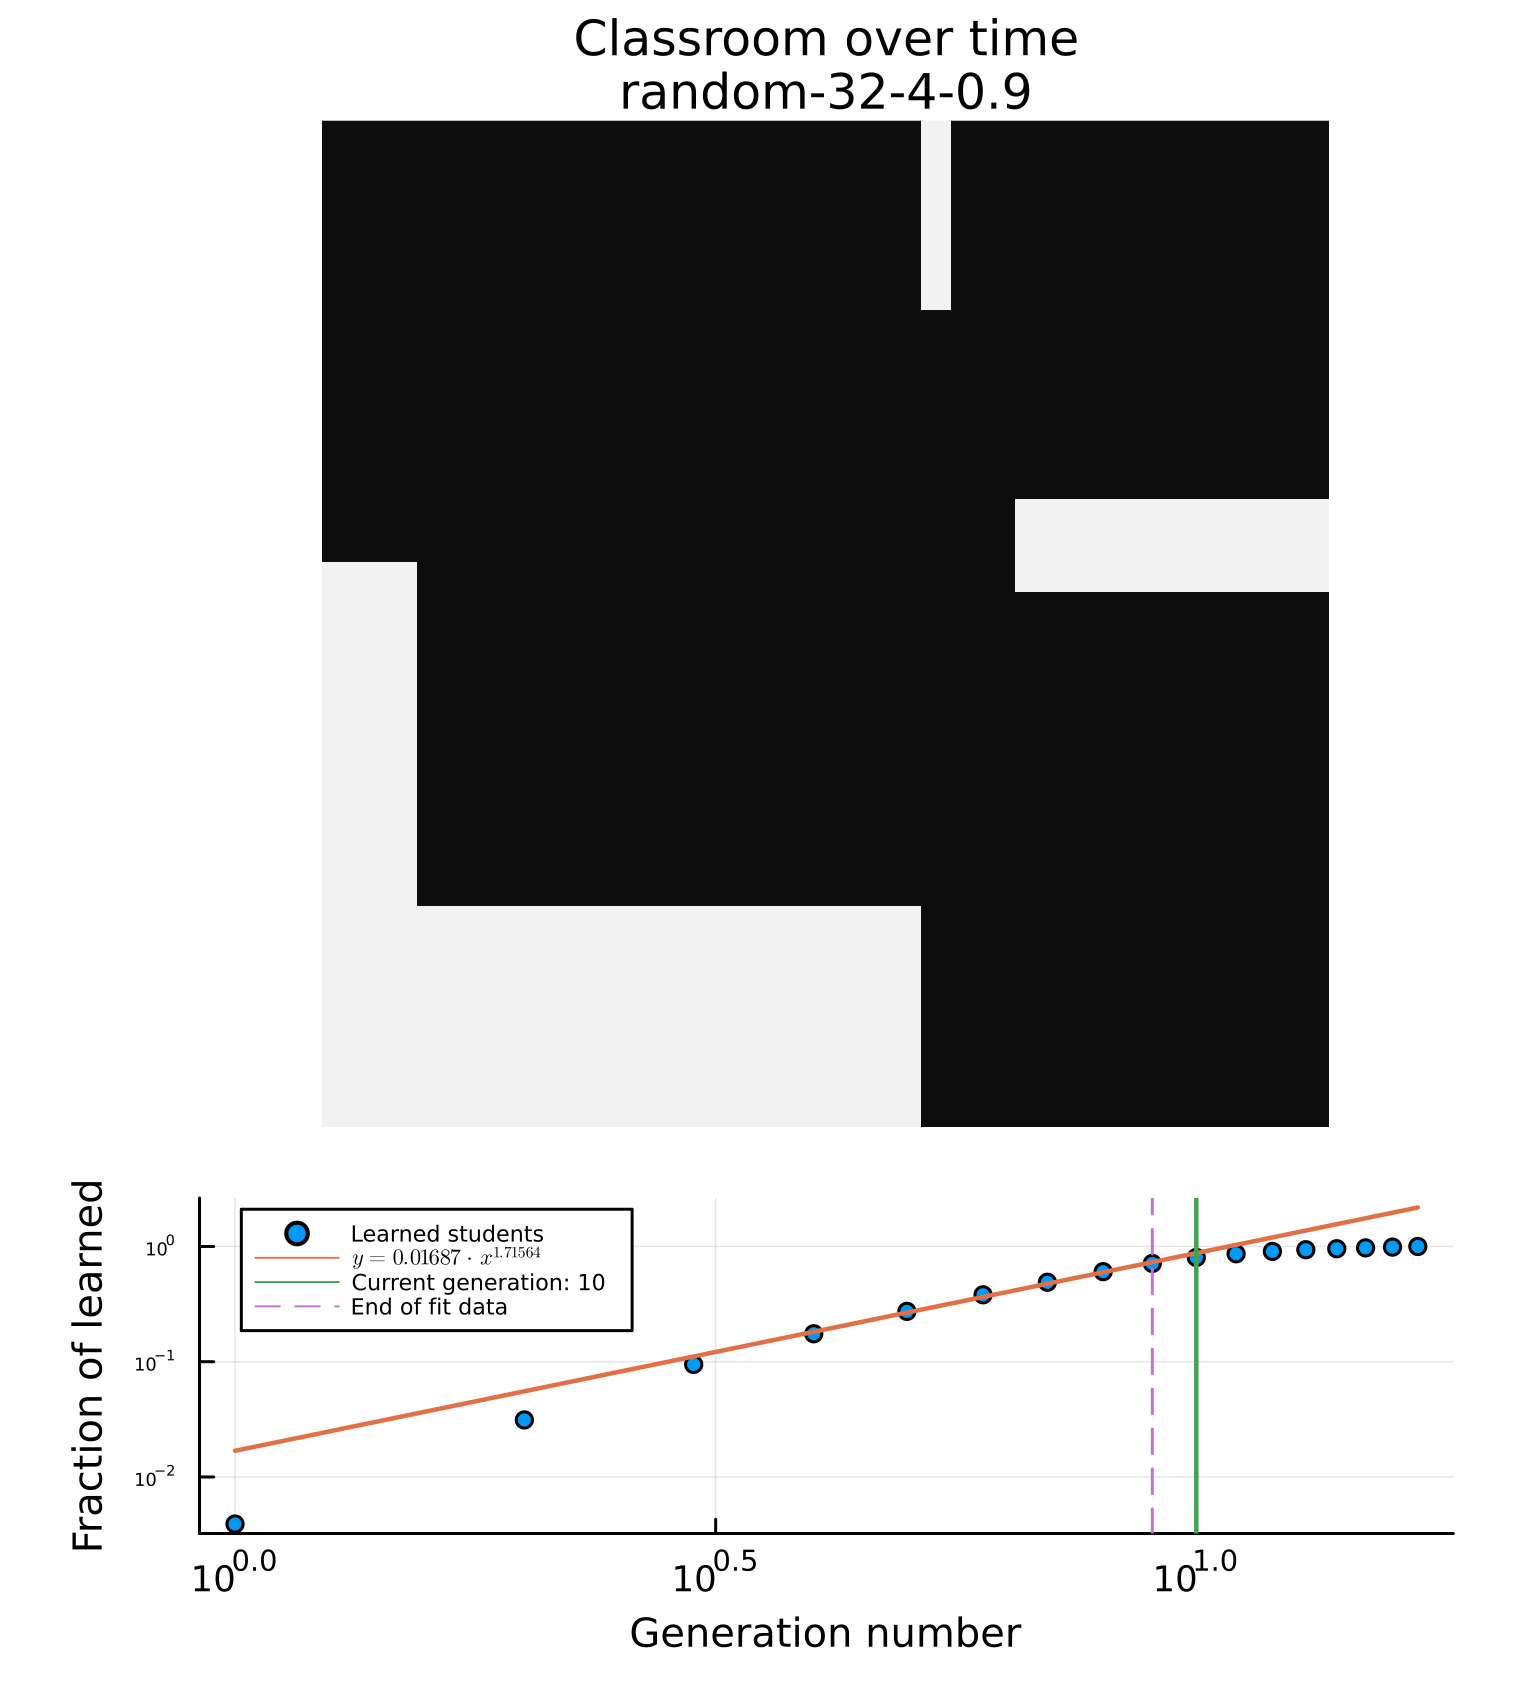 Classroom over time
random-32-4-0.9
Fraction of learned
10^0
10^-1
10^-2
Learned students
y = 0.01687 · x^1.71564
Current generation: 10
End of fit data
10^0.0
10^0.5
10^1.0
Generation number